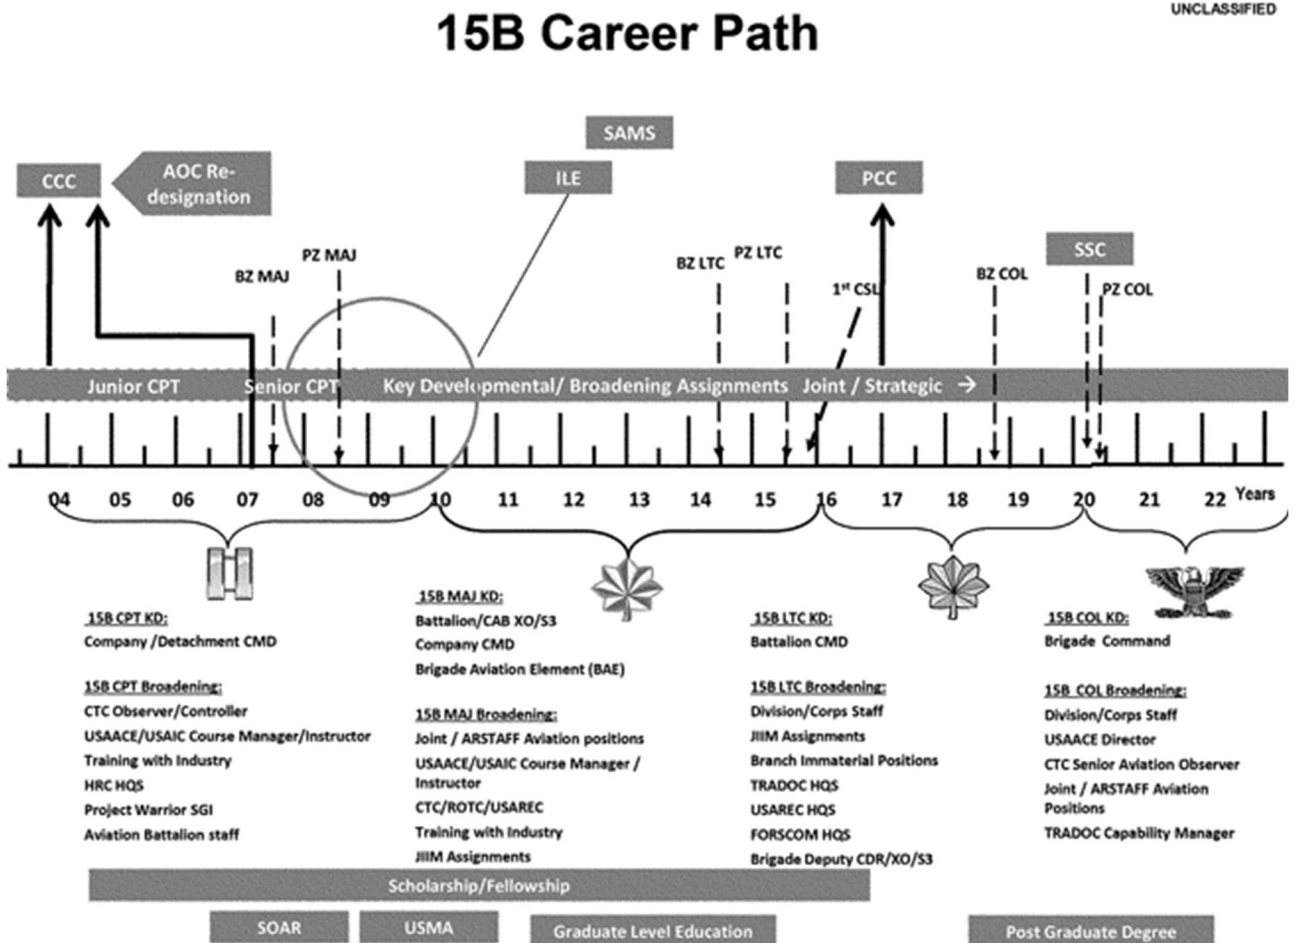 UNCLASSIFIED
15B Career Path
SAMS
CCC
AOC Re-
designation
ILE
PCC
SSC
BZ MAJ
PZ MAJ
BZ LTC
PZ LTC
1st CSL
BZ COL
PZ COL
Junior CPT
Senior CPT
Key Developmental/ Broadening Assignments
Joint / Strategic →
04 05 06 07 08 09 10 11 12 13 14 15 16 17 18 19 20 21 22 Years
15B CPT KD:
Company /Detachment CMD
15B CPT Broadening:
CTC Observer/Controller
USAACE/USAIC Course Manager/Instructor
Training with Industry
HRC HQS
Project Warrior SGI
Aviation Battalion staff
15B MAJ KD:
Battalion/CAB XO/S3
Company CMD
Brigade Aviation Element (BAE)
15B MAJ Broadening:
Joint / ARSTAFF Aviation positions
USAACE/USAIC Course Manager /
Instructor
CTC/ROTC/USAREC
Training with Industry
JIIM Assignments
15B LTC KD:
Battalion CMD
15B LTC Broadening:
Division/Corps Staff
JIIM Assignments
Branch Immaterial Positions
TRADOC HQS
USAREC HQS
FORSCOM HQS
Brigade Deputy CDR/XO/S3
15B COL KD:
Brigade Command
15B COL Broadening:
Division/Corps Staff
USAACE Director
CTC Senior Aviation Observer
Joint / ARSTAFF Aviation
Positions
TRADOC Capability Manager
Scholarship/Fellowship
SOAR
USMA
Graduate Level Education
Post Graduate Degree